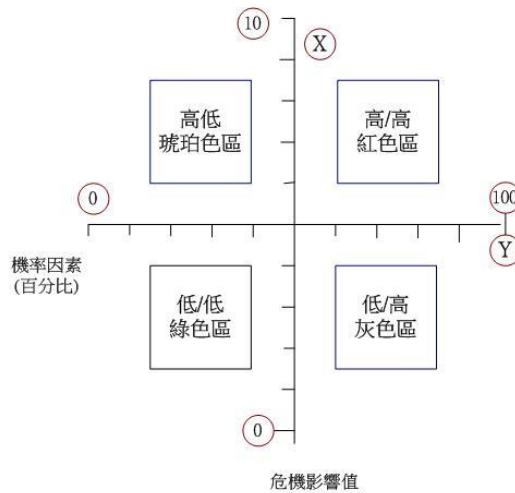 10
X
高低
琥珀色區
高/高
紅色區
0
100
Y
機率因素
(百分比)
低/低
綠色區
低/高
灰色區
0
危機影響值